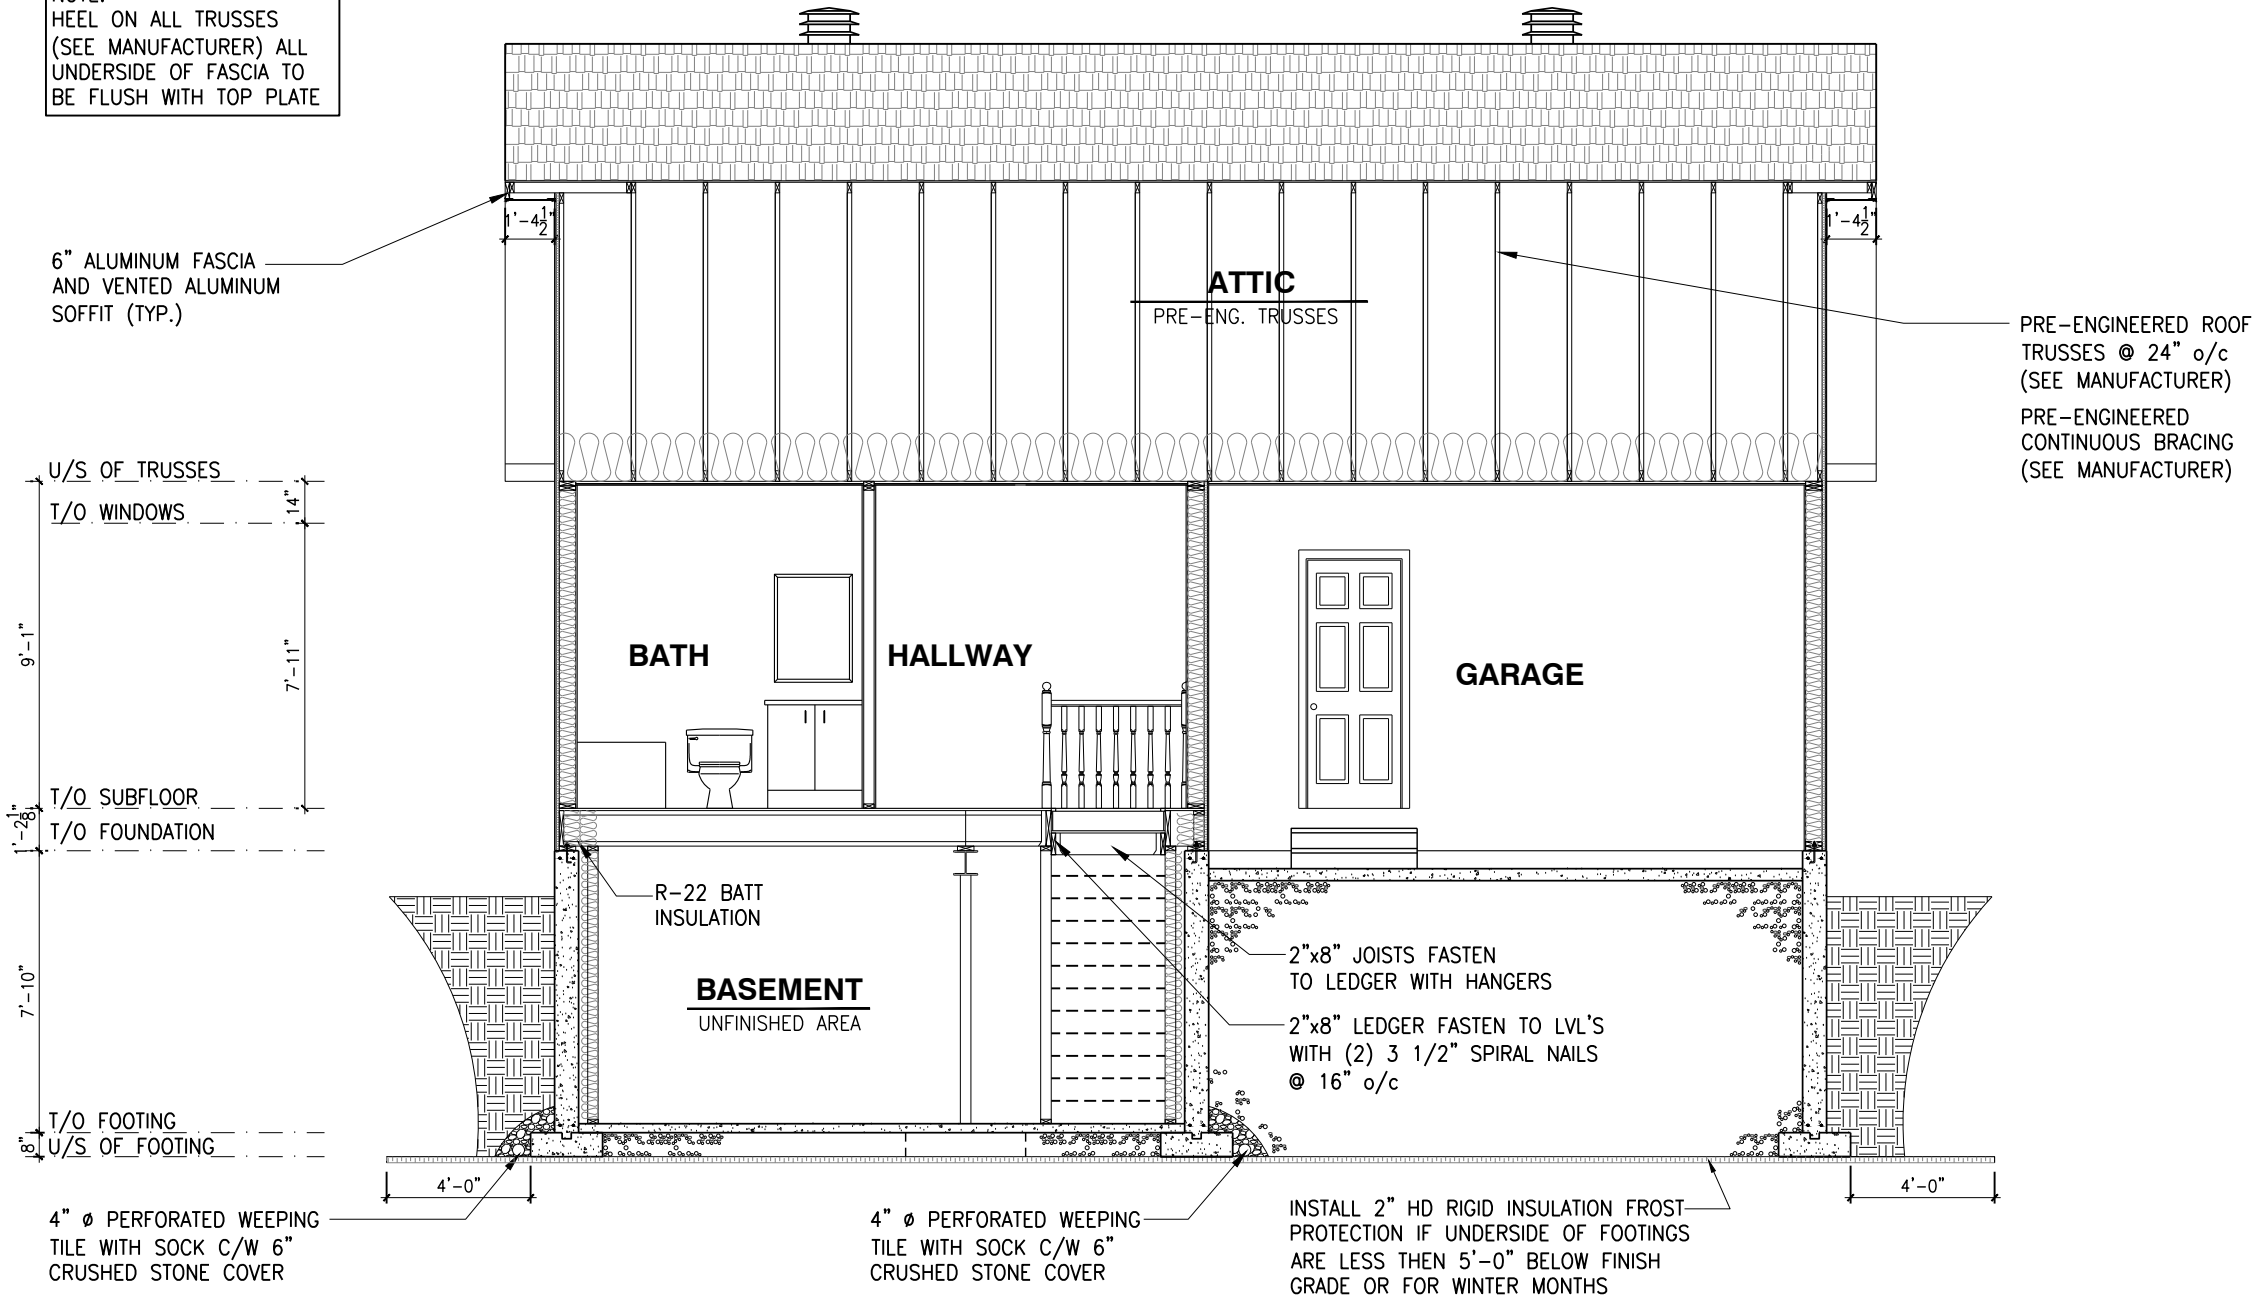 NOTE:
HEEL ON ALL TRUSSES
(SEE MANUFACTURER) ALL
UNDERSIDE OF FASCIA TO
BE FLUSH WITH TOP PLATE
1'-4 1/2"
1'-4 1/2"
6" ALUMINUM FASCIA
AND VENTED ALUMINUM
SOFFIT (TYP.)
ATTIC
PRE-ENG. TRUSSES
PRE-ENGINEERED ROOF
TRUSSES @ 24" o/c
(SEE MANUFACTURER)
PRE-ENGINEERED
CONTINUOUS BRACING
(SEE MANUFACTURER)
U/S OF TRUSSES
14"
T/O WINDOWS
9'-1"
7'-11"
BATH
HALLWAY
GARAGE
T/O SUBFLOOR
1'-2 1/8"
T/O FOUNDATION
R-22 BATT
INSULATION
2"x8" JOISTS FASTEN
TO LEDGER WITH HANGERS
7'-10"
BASEMENT
UNFINISHED AREA
2"x8" LEDGER FASTEN TO LVL'S
WITH (2) 3 1/2" SPIRAL NAILS
@ 16" o/c
T/O FOOTING
8"
U/S OF FOOTING
4'-0"
4'-0"
4" ø PERFORATED WEEPING
TILE WITH SOCK C/W 6"
CRUSHED STONE COVER
4" ø PERFORATED WEEPING
TILE WITH SOCK C/W 6"
CRUSHED STONE COVER
INSTALL 2" HD RIGID INSULATION FROST
PROTECTION IF UNDERSIDE OF FOOTINGS
ARE LESS THEN 5'-0" BELOW FINISH
GRADE OR FOR WINTER MONTHS